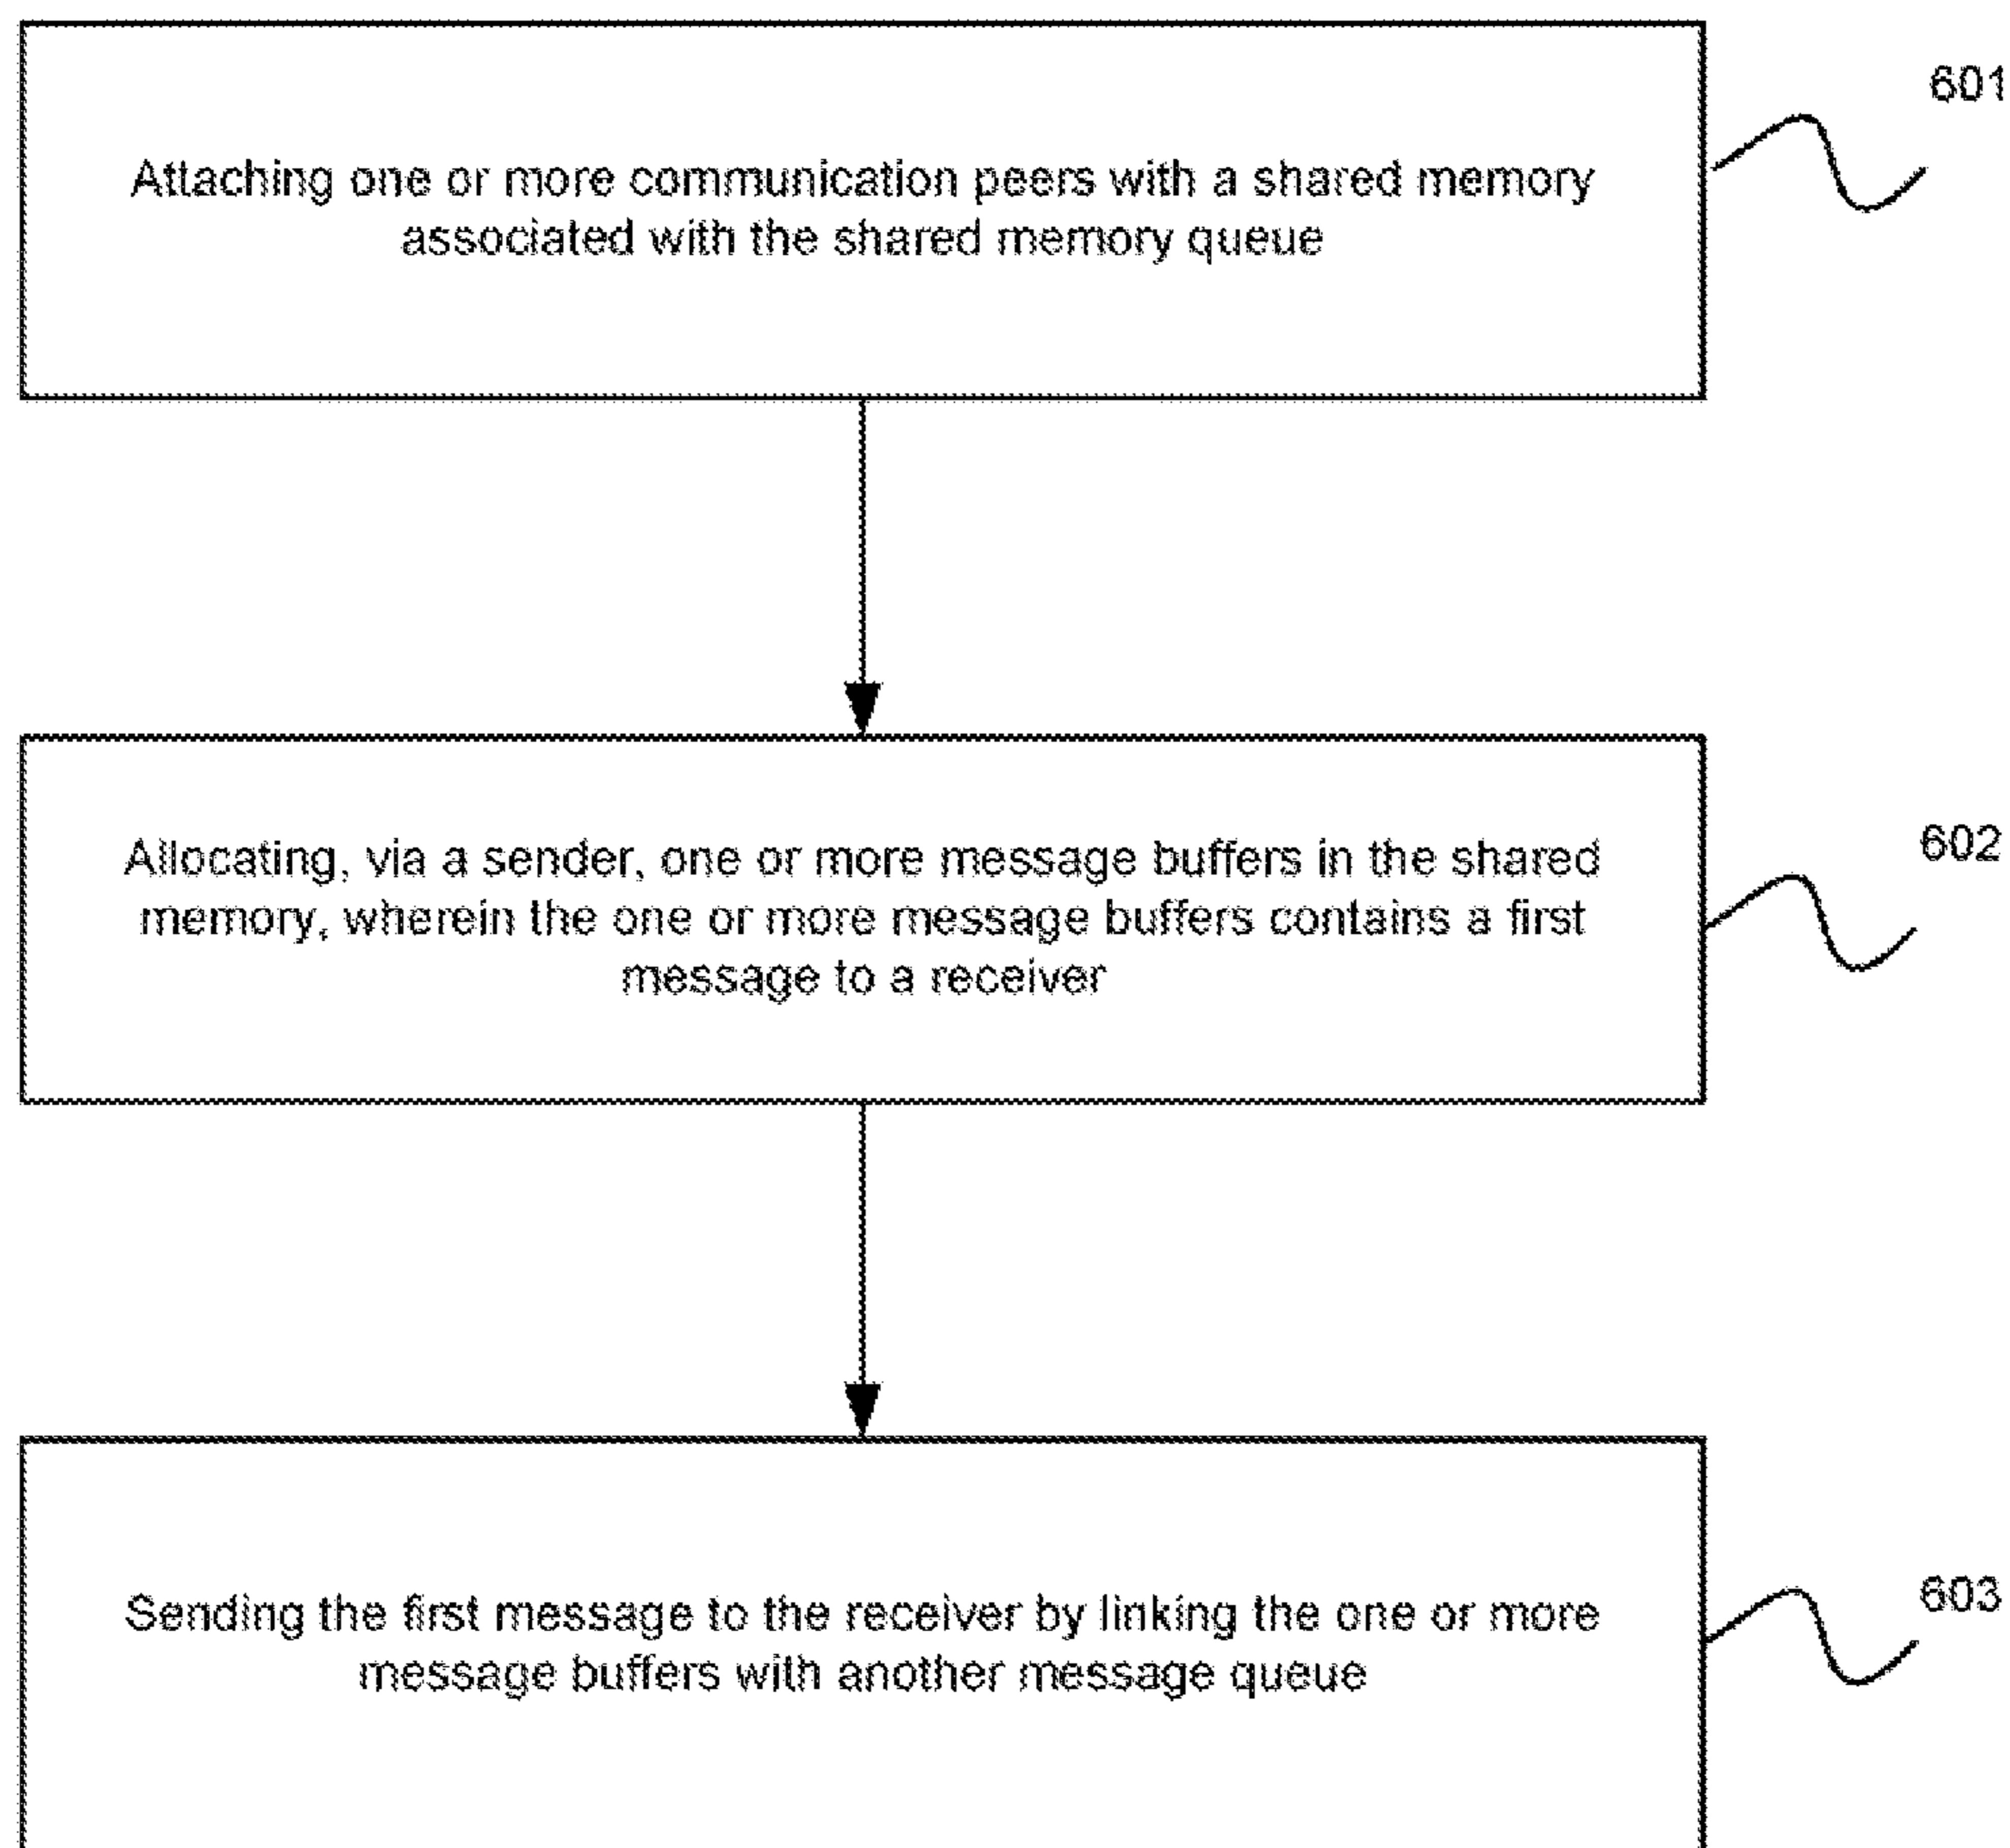 601
Attaching one or more communication peers with a shared memory
associated with the shared memory queue
602
Allocating, via a sender, one or more message buffers in the shared
memory, wherein the one or more message buffers contains a first
message to a receiver
603
Sending the first message to the receiver by linking the one or more
message buffers with another message queue